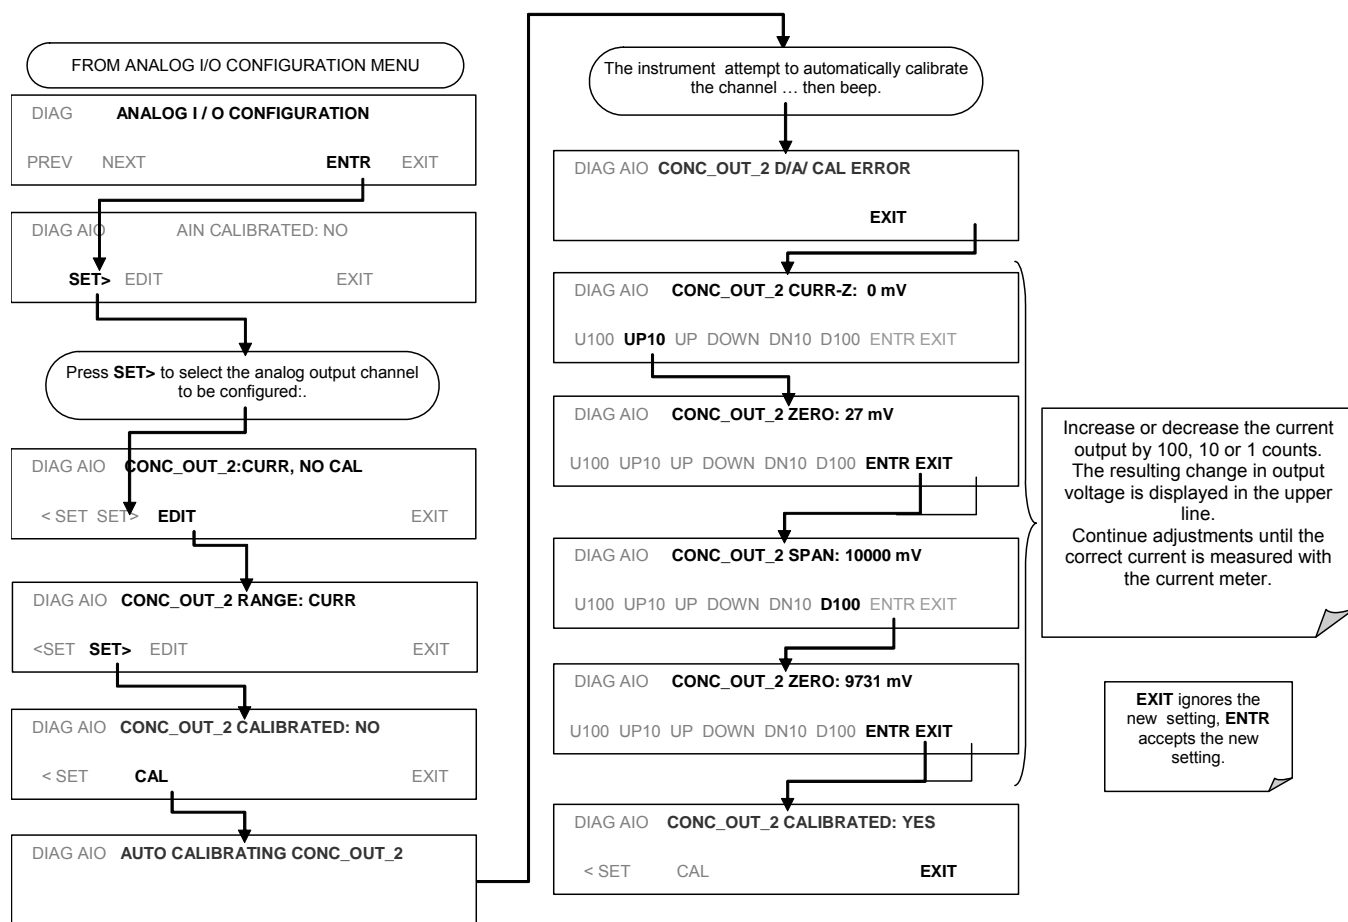 FROM ANALOG I/O CONFIGURATION MENU
DIAG ANALOG I / O CONFIGURATION
PREV NEXT ENTR EXIT
DIAG AIO AIN CALIBRATED: NO
SET> EDIT EXIT
Press SET> to select the analog output channel
to be configured:.
DIAG AIO CONC_OUT_2:CURR, NO CAL
< SET SET> EDIT EXIT
DIAG AIO CONC_OUT_2 RANGE: CURR
<SET SET> EDIT EXIT
DIAG AIO CONC_OUT_2 CALIBRATED: NO
< SET CAL EXIT
DIAG AIO AUTO CALIBRATING CONC_OUT_2
The instrument attempt to automatically calibrate
the channel … then beep.
DIAG AIO CONC_OUT_2 D/A/ CAL ERROR
EXIT
DIAG AIO CONC_OUT_2 CURR-Z: 0 mV
U100 UP10 UP DOWN DN10 D100 ENTR EXIT
DIAG AIO CONC_OUT_2 ZERO: 27 mV
U100 UP10 UP DOWN DN10 D100 ENTR EXIT
DIAG AIO CONC_OUT_2 SPAN: 10000 mV
U100 UP10 UP DOWN DN10 D100 ENTR EXIT
DIAG AIO CONC_OUT_2 ZERO: 9731 mV
U100 UP10 UP DOWN DN10 D100 ENTR EXIT
DIAG AIO CONC_OUT_2 CALIBRATED: YES
< SET CAL EXIT
Increase or decrease the current
output by 100, 10 or 1 counts.
The resulting change in output
voltage is displayed in the upper
line.
Continue adjustments until the
correct current is measured with
the current meter.
EXIT ignores the
new setting, ENTR
accepts the new
setting.